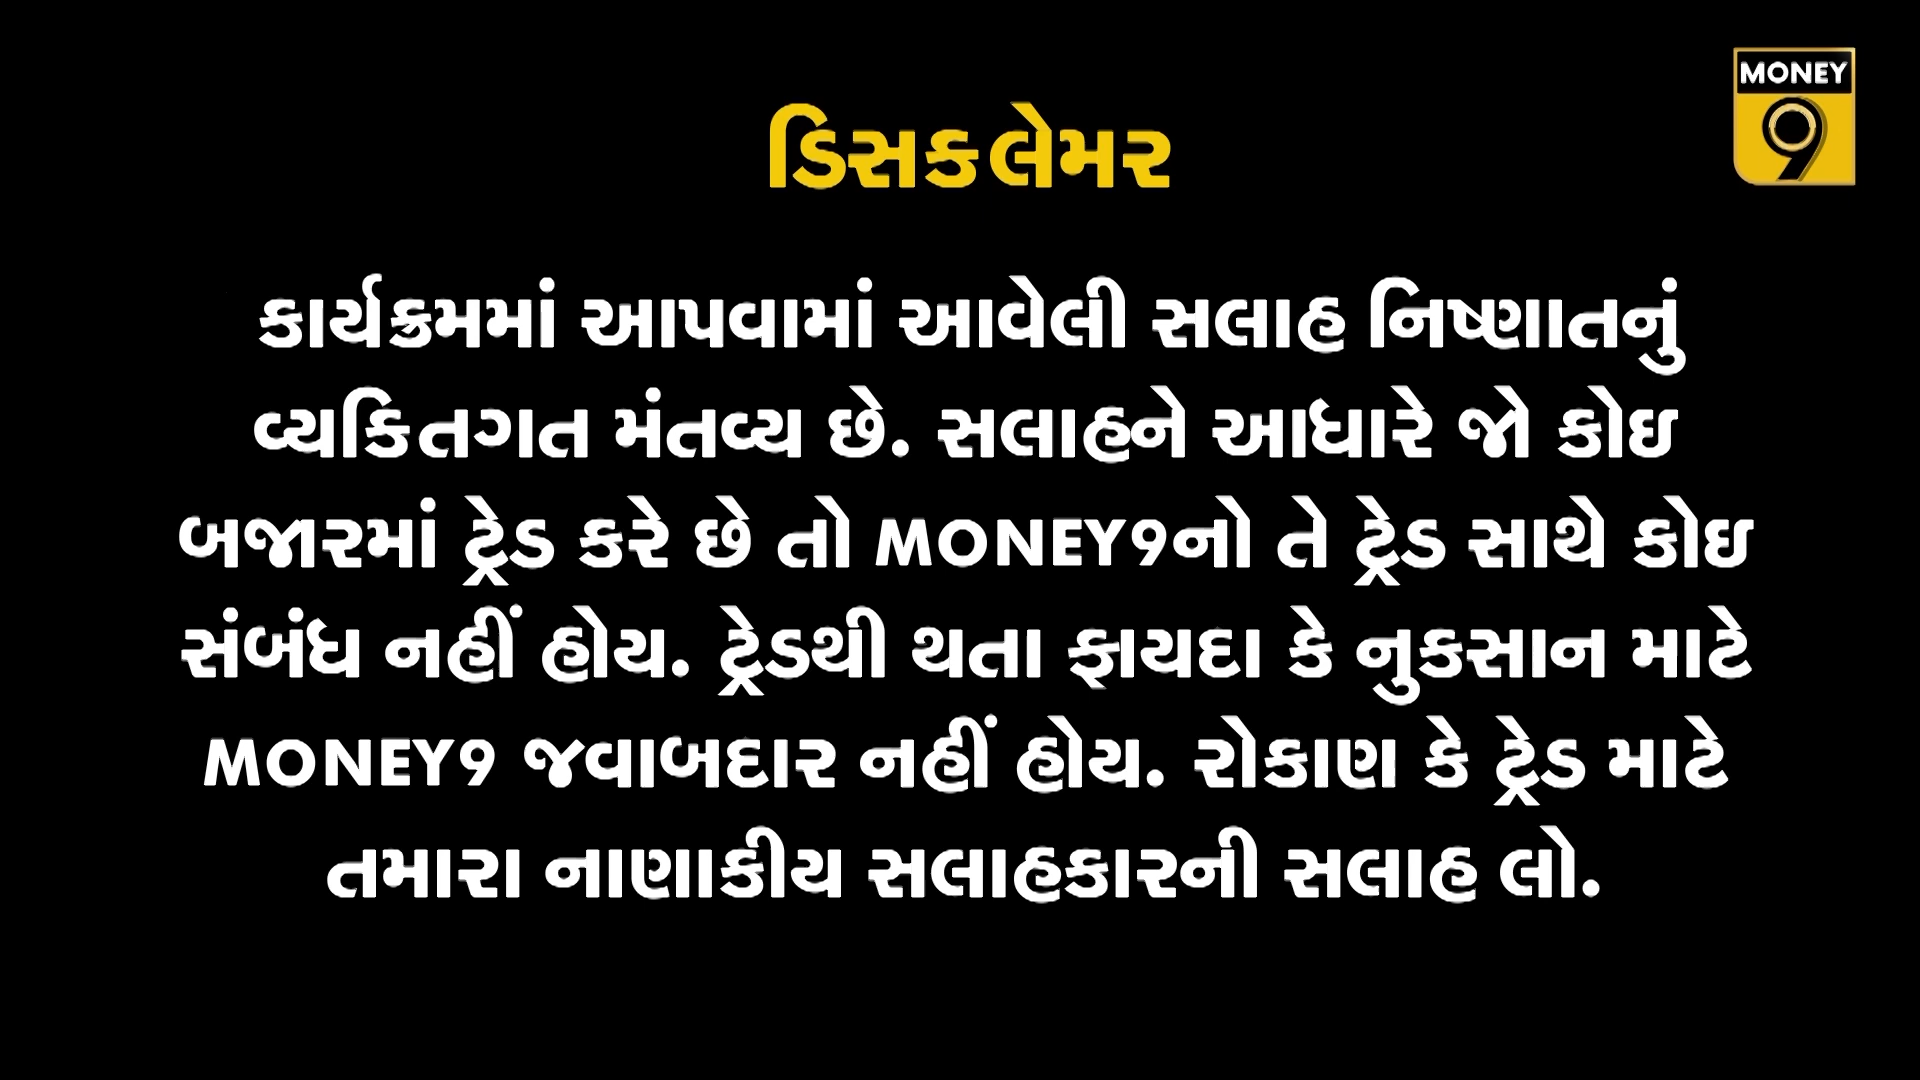 MONEY
9
ડિસકલેમર
કાર્યક્રમમાં આપવામાં આવેલી સલાહ નિષ્ણાતનું
વ્યકિતગત મંતવ્ય છે. સલાહને આધારે જો કોઇ
બજારમાં ટ્રેડ કરે છે તો MONEY9નો તે ટ્રેડ સાથે કોઇ
સંબંધ નહીં હોય. ટ્રેડથી થતા ફાયદા કે નુકસાન માટે
MONEY9 જવાબદાર નહીં હોય. રોકાણ કે ટ્રેડ માટે
તમારા નાણાકીય સલાહકારની સલાહ લો.